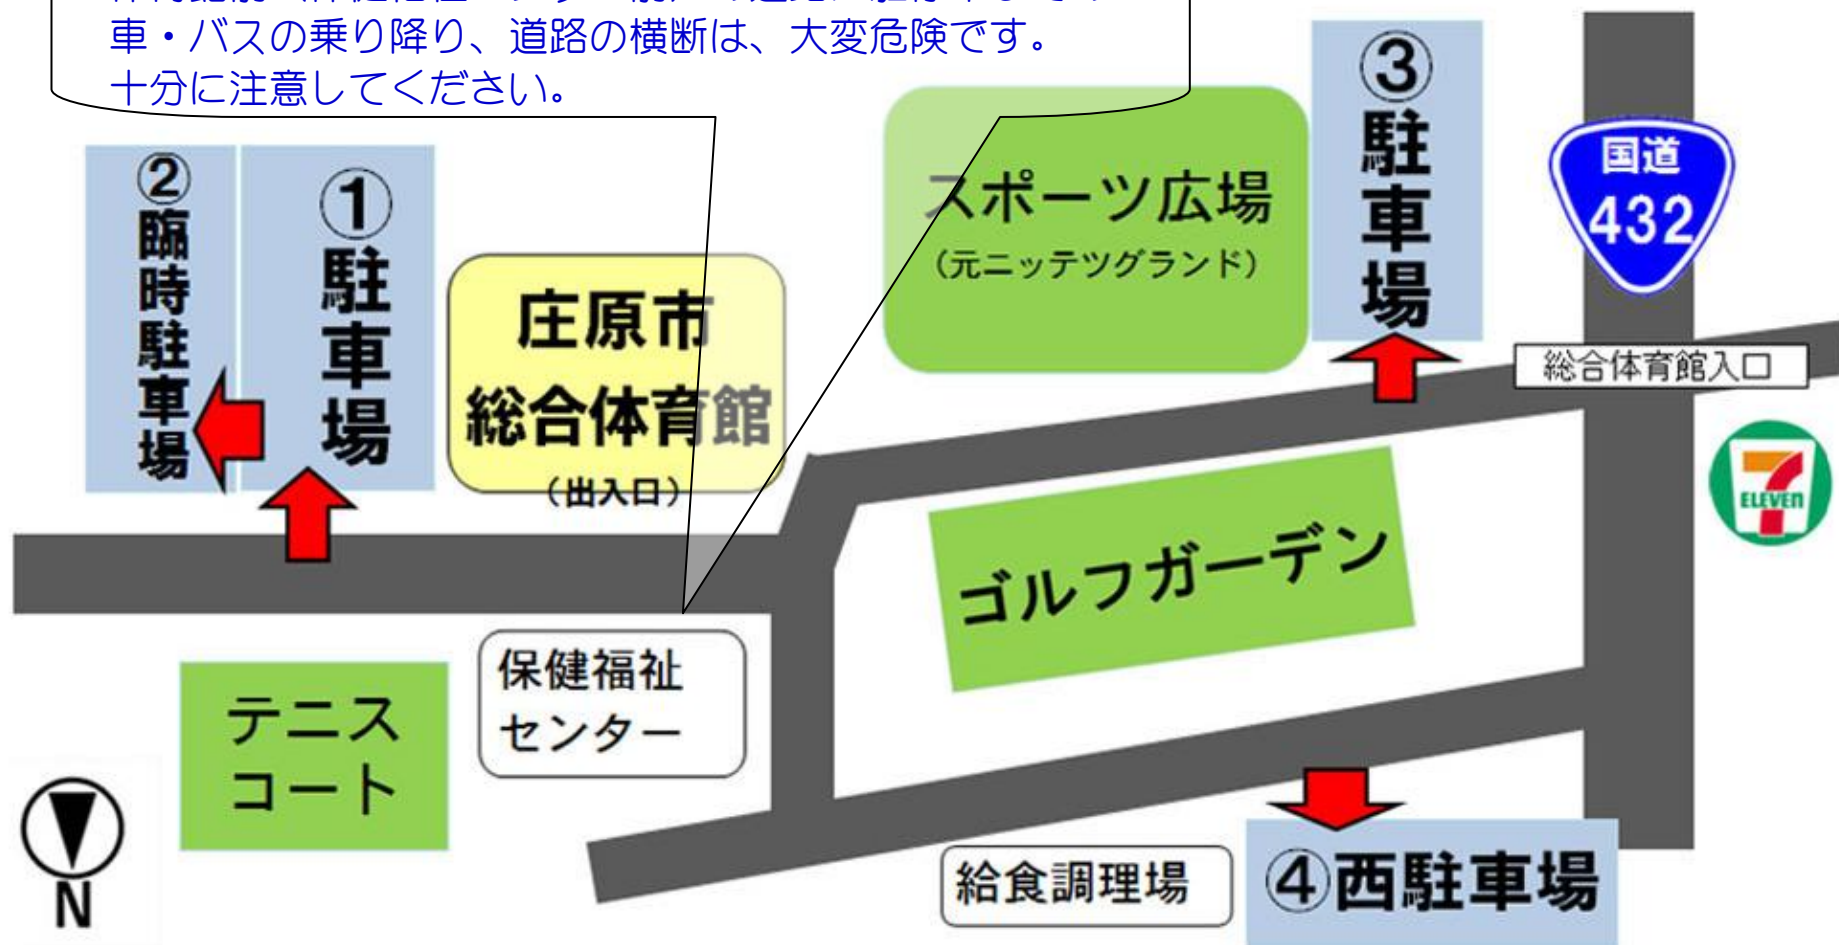 車・バスの乗り降り、道路の横断は、大変危険です。
十分に注意してください。
②臨時駐車場
①駐車場
庄原市
総合体育館
（出入口）
スポーツ広場
（元ニッテツグランド）
③駐車場
国道
432
総合体育館入口
7
ELEVEN
ゴルフガーデン
保健福祉
センター
テニス
コート
N
給食調理場
④西駐車場